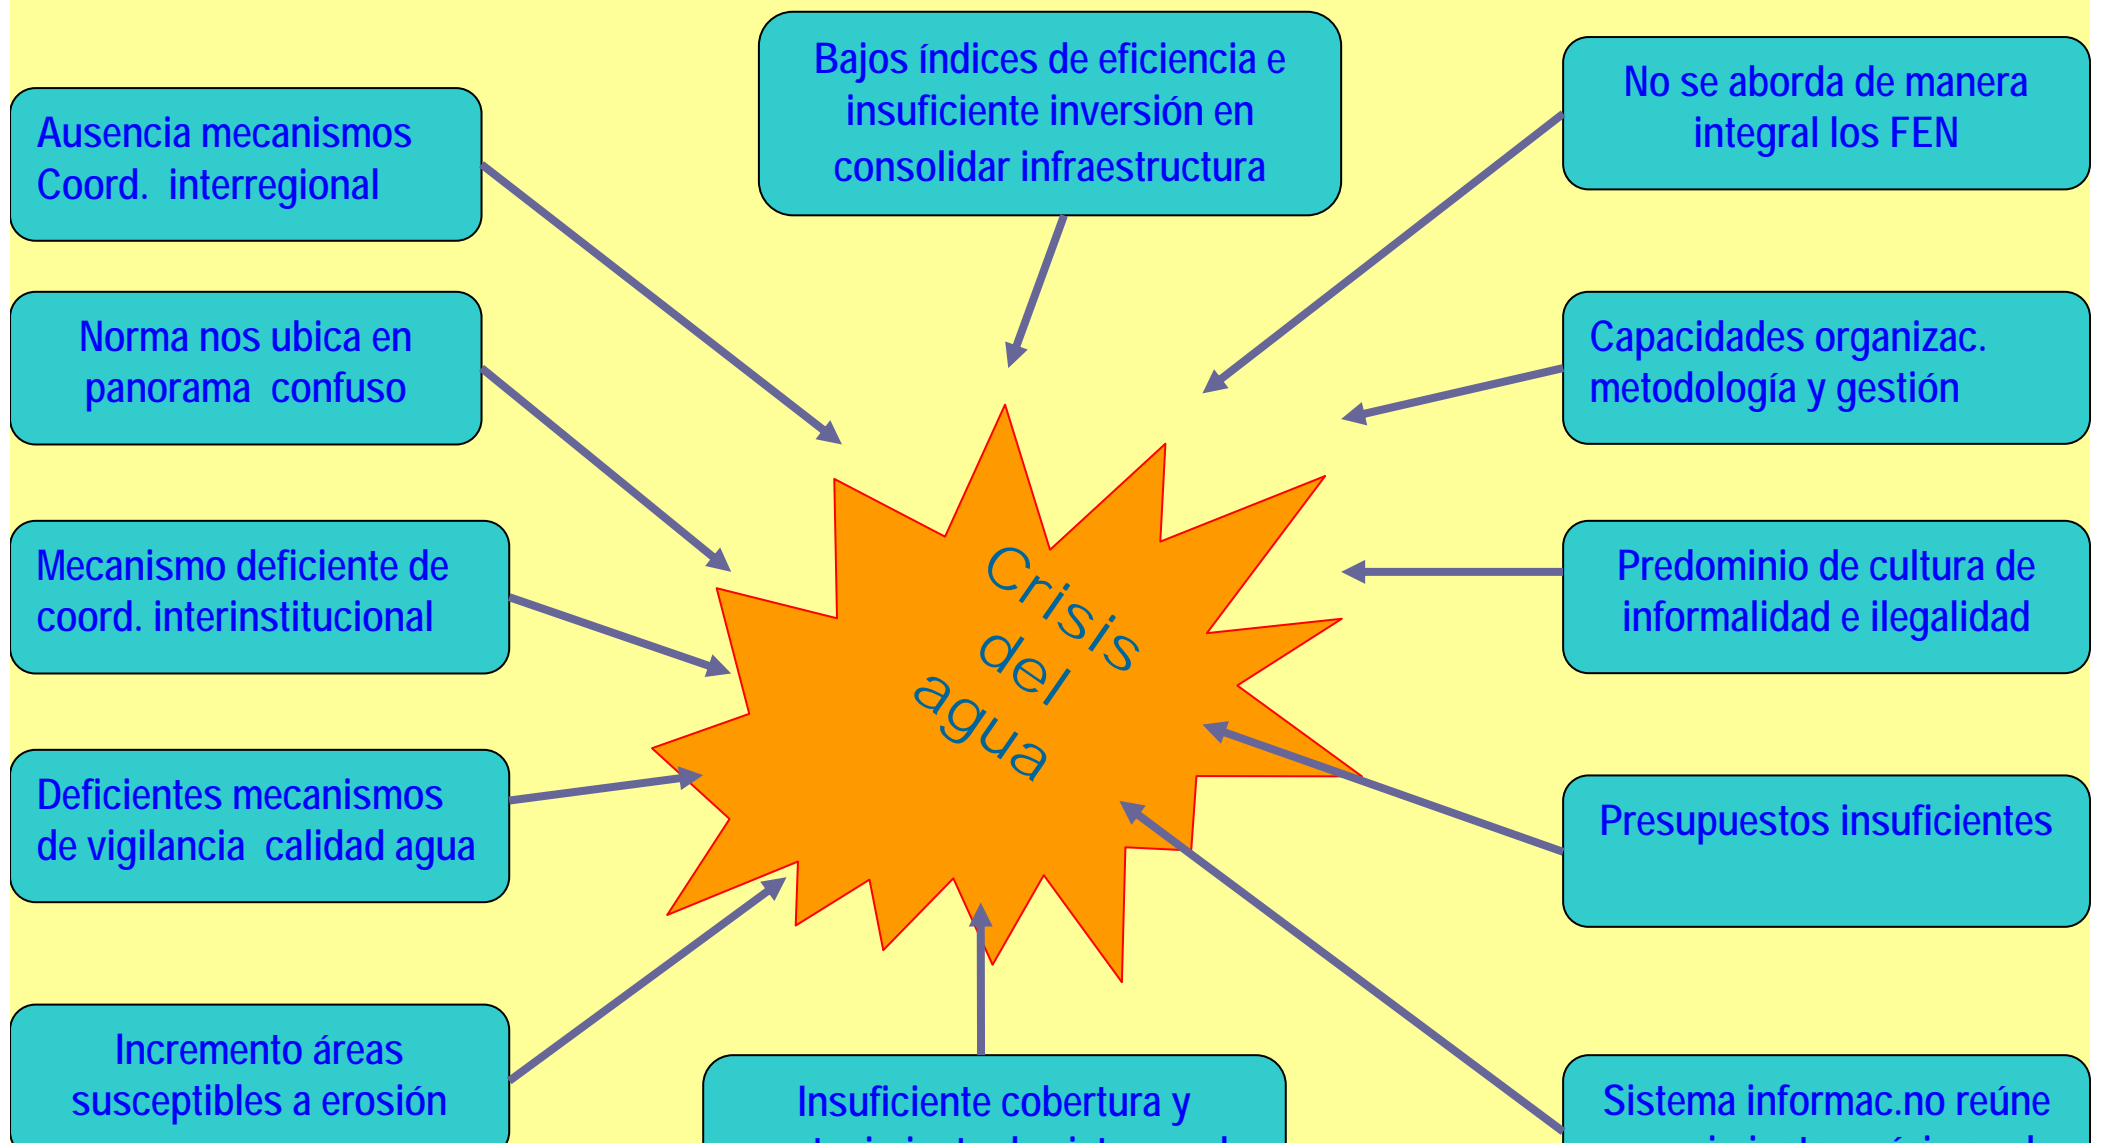 Bajos índices de eficiencia e
insuficiente inversión en
consolidar infraestructura
No se aborda de manera
integral los FEN
Ausencia mecanismos
Coord. interregional
Norma nos ubica en
panorama confuso
Capacidades organizac.
metodología y gestión
Mecanismo deficiente de
coord. interinstitucional
Crisis
del
agua
Predominio de cultura de
informalidad e ilegalidad
Deficientes mecanismos
de vigilancia calidad agua
Presupuestos insuficientes
Incremento áreas
susceptibles a erosión
Insuficiente cobertura y
Sistema informac.no reúne